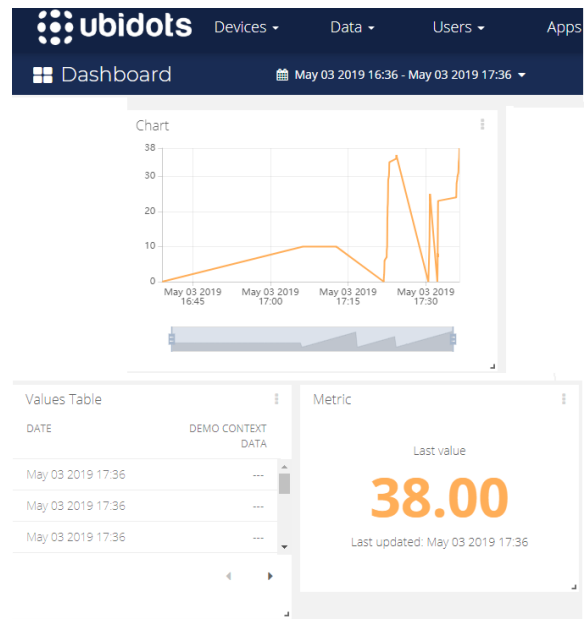 ubidots Devices Data Users Apps
Dashboard May 03 2019 16:36 - May 03 2019 17:36
Chart
38
30
20
10
0
May 03 2019 May 03 2019 May 03 2019 May 03 2019
16:45 17:00 17:15 17:30
Values Table
DATE DEMO CONTEXT
DATA
May 03 2019 17:36 ---
May 03 2019 17:36 ---
May 03 2019 17:36 ---
Metric
Last value
38.00
Last updated: May 03 2019 17:36